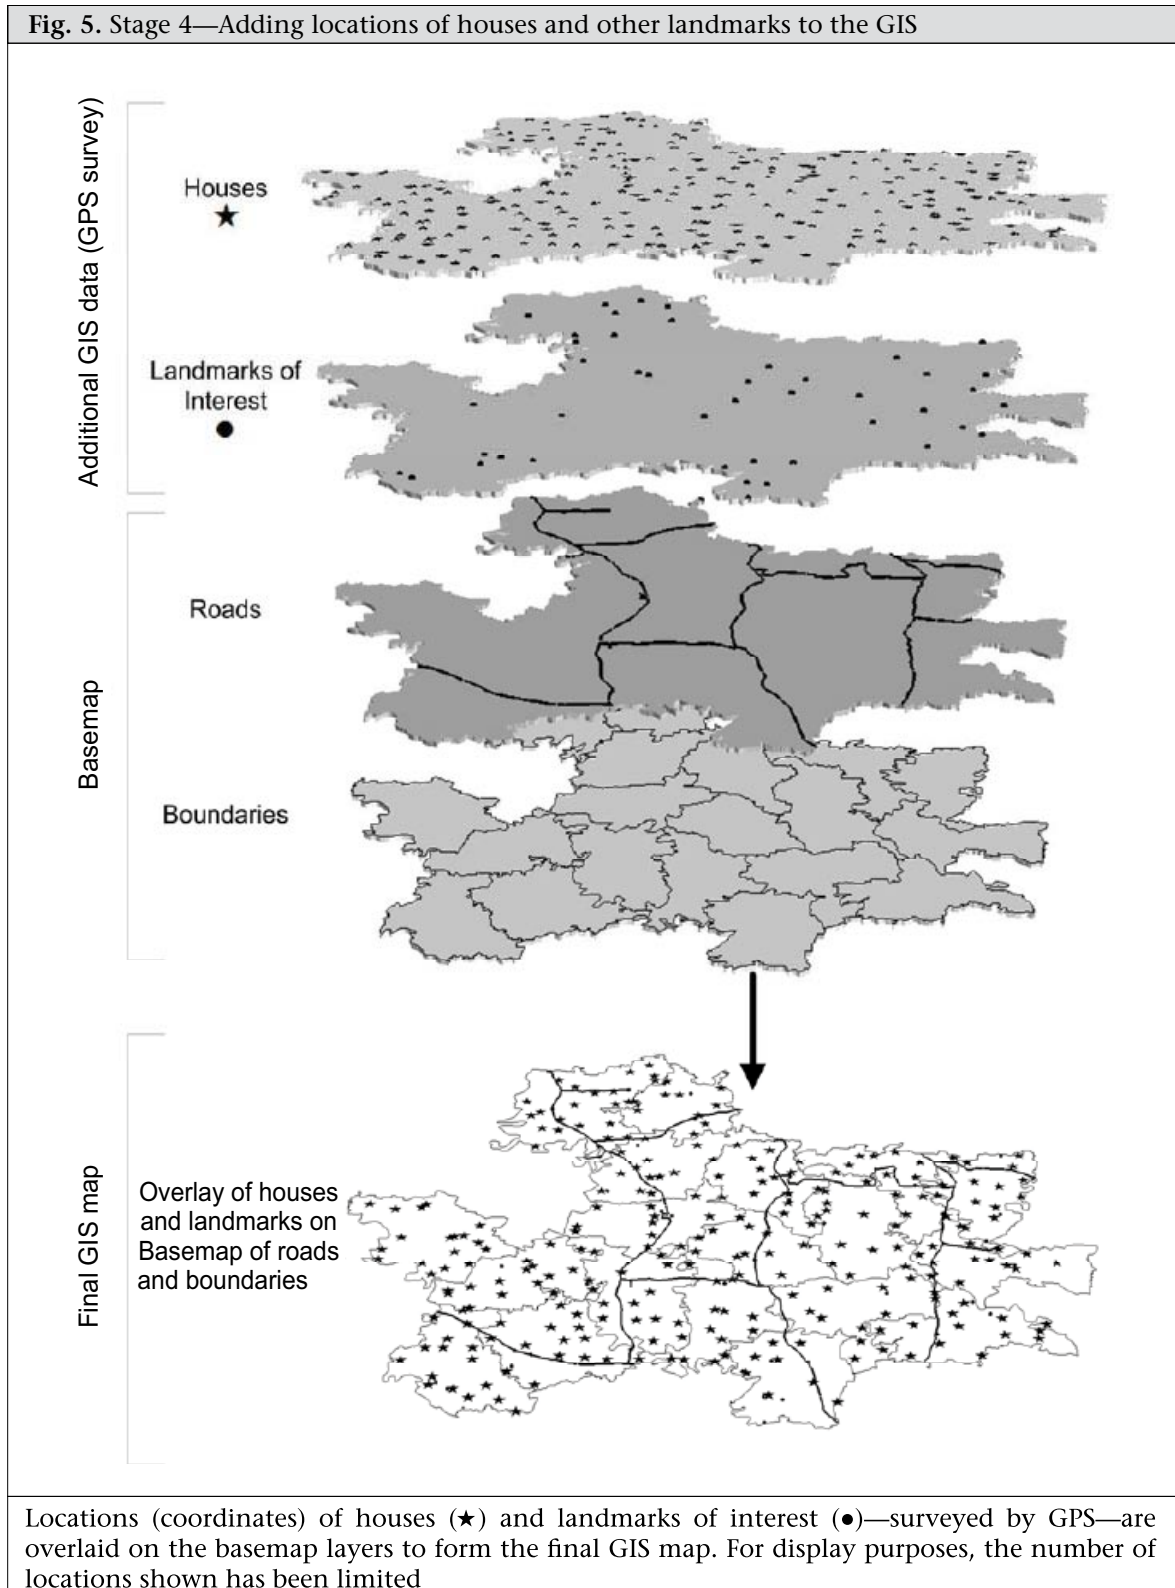 Fig. 5. Stage 4—Adding locations of houses and other landmarks to the GIS
Additional GIS data (GPS survey)
Houses
Landmarks of
Interest
Basemap
Roads
Boundaries
Final GIS map
Overlay of houses
and landmarks on
Basemap of roads
and boundaries
Locations (coordinates) of houses (★) and landmarks of interest (●)—surveyed by GPS—are
overlaid on the basemap layers to form the final GIS map. For display purposes, the number of
locations shown has been limited